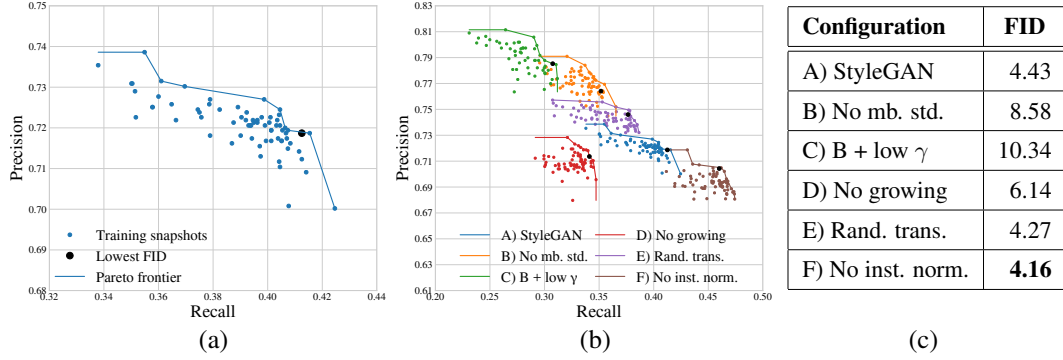 0.75
0.74
0.73
0.72
0.71
0.70
0.69
0.68
Precision
Training snapshots
Lowest FID
Pareto frontier
0.32 0.34 0.36 0.38 0.40 0.42 0.44
Recall
(a)
0.83
0.81
0.79
0.77
0.75
0.73
0.71
0.69
0.67
0.65
0.63
0.61
Precision
A) StyleGAN
B) No mb. std.
C) B + low γ
D) No growing
E) Rand. trans.
F) No inst. norm.
0.20 0.25 0.30 0.35 0.40 0.45 0.50
Recall
(b)
Configuration FID
A) StyleGAN 4.43
B) No mb. std. 8.58
C) B + low γ 10.34
D) No growing 6.14
E) Rand. trans. 4.27
F) No inst. norm. 4.16
(c)